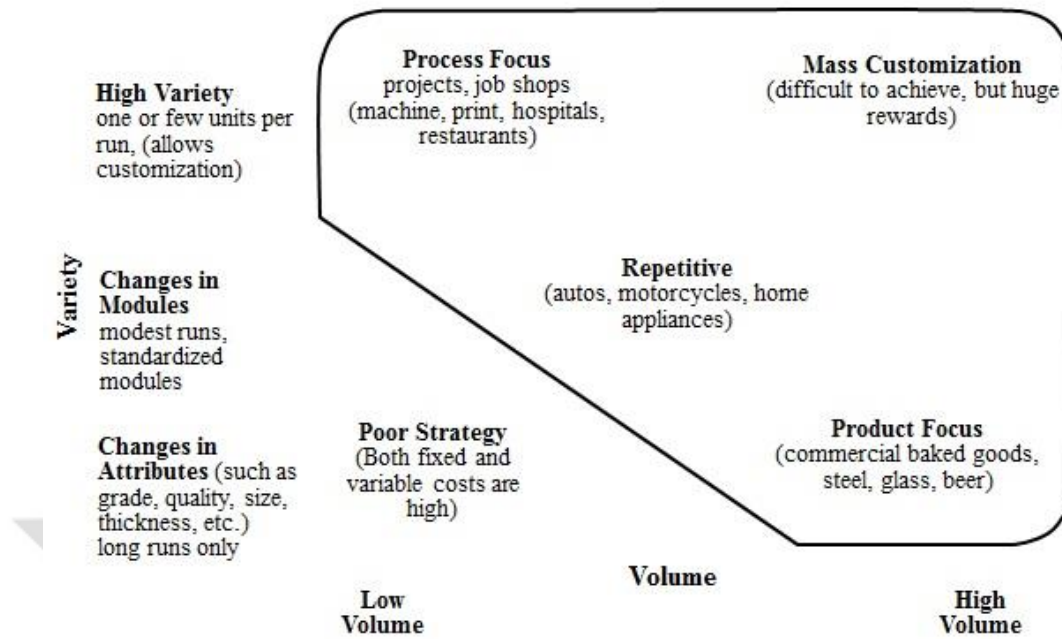 High Variety
one or few units per
run, (allows
customization)
Process Focus
projects, job shops
(machine, print, hospitals,
restaurants)
Mass Customization
(difficult to achieve, but huge
rewards)
Variety
Changes in
Modules
modest runs,
standardized
modules
Repetitive
(autos, motorcycles, home
appliances)
Changes in
Attributes (such as
grade, quality, size,
thickness, etc.)
long runs only
Poor Strategy
(Both fixed and
variable costs are
high)
Product Focus
(commercial baked goods,
steel, glass, beer)
Volume
Low
Volume
High
Volume